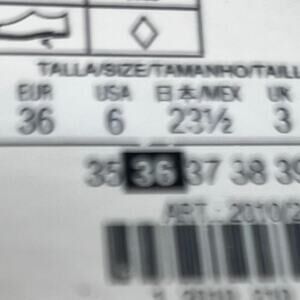 TALLA/SIZE/TAMANHO/TAILL
EUR USA 日本/MEX UK
36 6 23½ 3
35 36 37 38 39
ART.: 2010/2